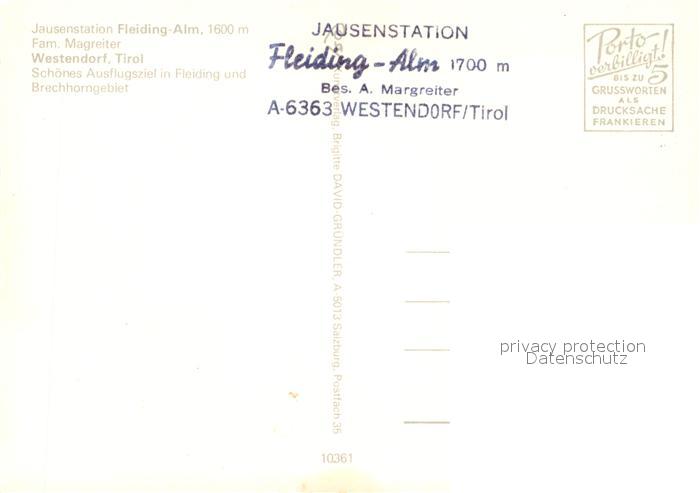 Jausenstation Fleiding-Alm, 1600 m
Fam. Magreiter
Westendorf, Tirol
Schönes Ausflugsziel in Fleiding und
Brechhorngebiet
JAUSENSTATION
Fleiding-Alm 1700 m
Bes. A. Margreiter
A-6363 WESTENDORF/Tirol
Porto
verbilligt!
BIS ZU
5
GRUSSWORTEN
ALS
DRUCKSACHE
FRANKIEREN
Brigitte DAVID-GRÜNDLER, A-5013 Salzburg, Postfach 35
privacy protection
Datenschutz
10361